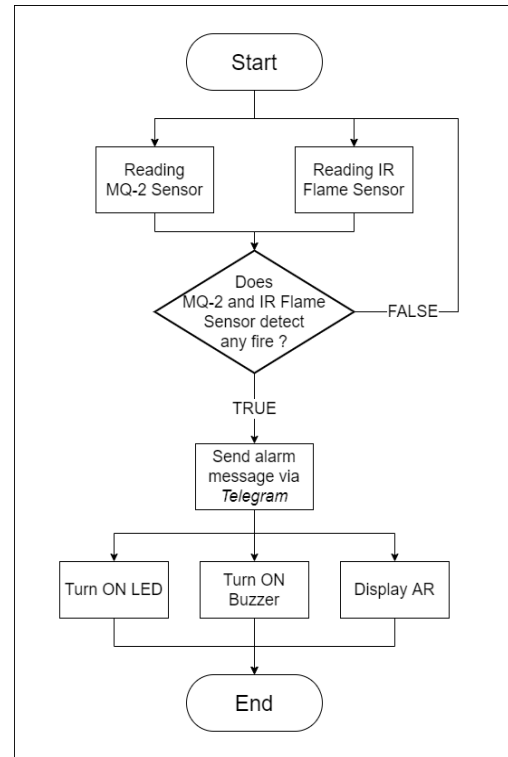 Start
Reading
MQ-2 Sensor
Reading IR
Flame Sensor
Does
MQ-2 and IR Flame
Sensor detect
any fire ?
FALSE
TRUE
Send alarm
message via
Telegram
Turn ON LED
Turn ON
Buzzer
Display AR
End